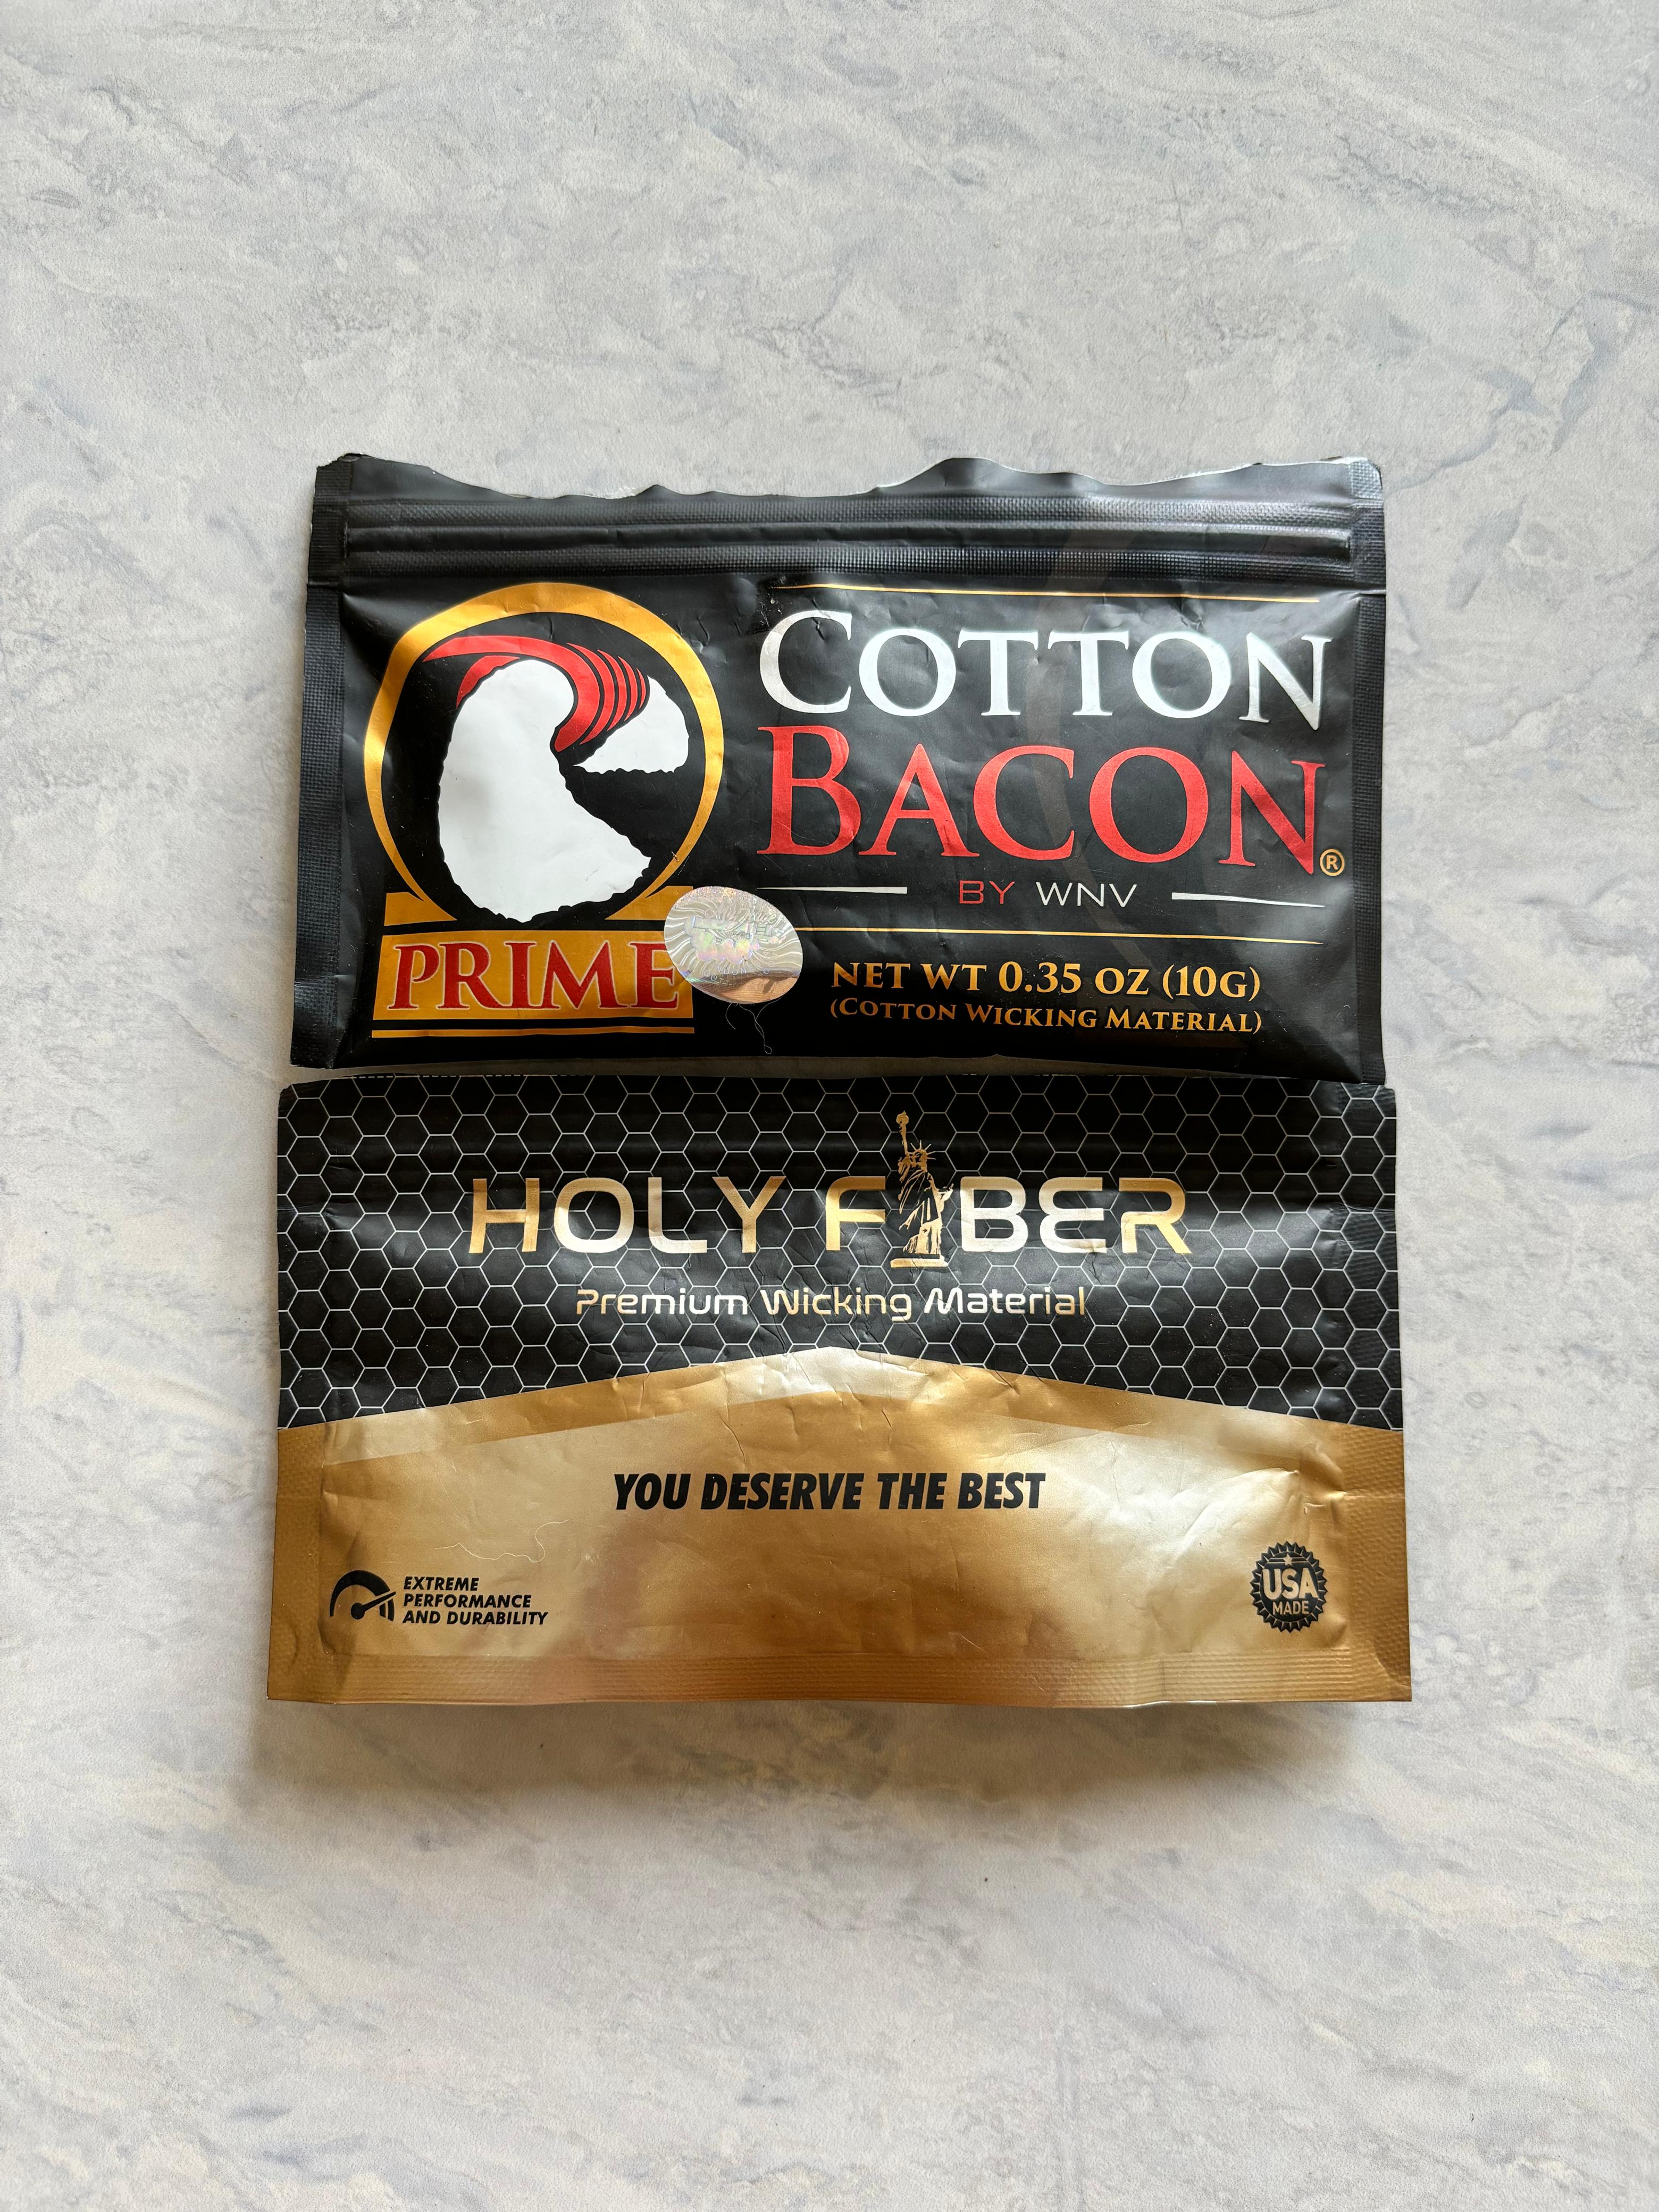 COTTON
BACON®
BY WNV
PRIME
NET WT 0.35 OZ (10G)
(COTTON WICKING MATERIAL)
HOLY FIBER
Premium Wicking Material
YOU DESERVE THE BEST
EXTREME
PERFORMANCE
AND DURABILITY
USA
MADE